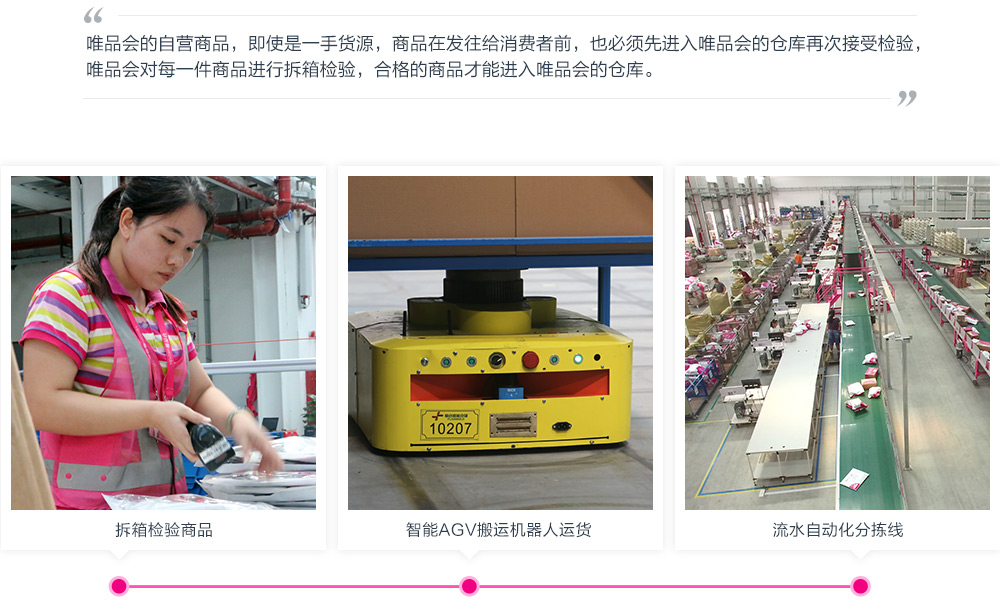 唯品会的自营商品，即使是一手货源，商品在发往给消费者前，也必须先进入唯品会的仓库再次接受检验，
唯品会对每一件商品进行拆箱检验，合格的商品才能进入唯品会的仓库。
10207
拆箱检验商品
智能AGV搬运机器人运货
流水自动化分拣线